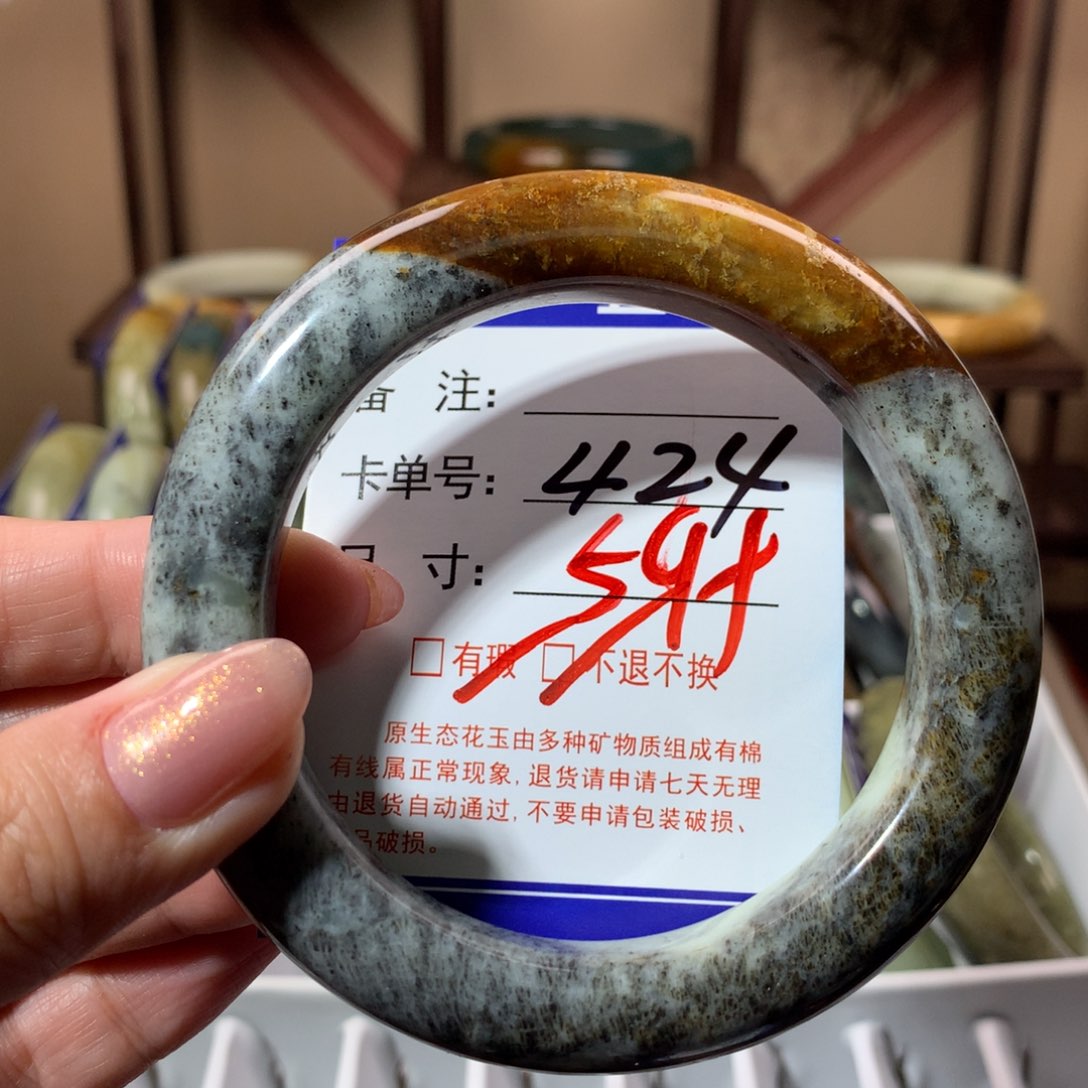 备 注:
卡单号: 424
尺 寸: 59+
□有瑕 □不退不换
原生态花玉由多种矿物质组成有棉
有线属正常现象,退货请申请七天无理
由退货自动通过,不要申请包装破损、
品破损。